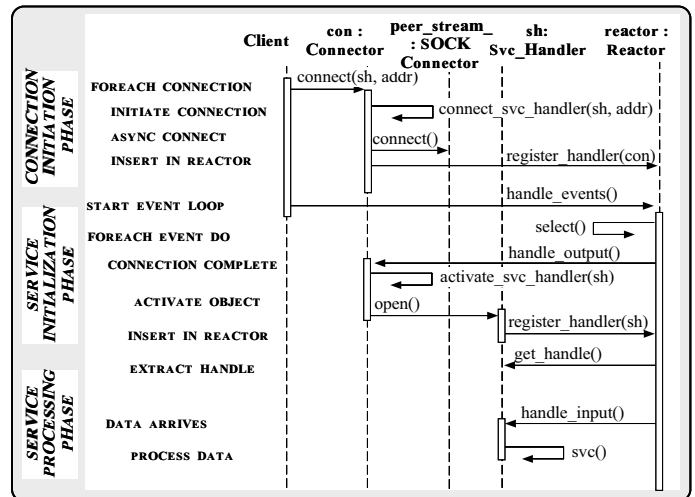 Client
con :
Connector
peer_stream_
: SOCK
Connector
sh:
Svc_Handler
reactor :
Reactor
CONNECTION
INITIATION
PHASE
FOREACH CONNECTION
connect(sh, addr)
INITIATE CONNECTION
connect_svc_handler(sh, addr)
ASYNC CONNECT
connect()
INSERT IN REACTOR
register_handler(con)
SERVICE
INITIALIZATION
PHASE
START EVENT LOOP
handle_events()
FOREACH EVENT DO
select()
CONNECTION COMPLETE
handle_output()
activate_svc_handler(sh)
ACTIVATE OBJECT
open()
INSERT IN REACTOR
register_handler(sh)
EXTRACT HANDLE
get_handle()
SERVICE
PROCESSING
PHASE
DATA ARRIVES
handle_input()
PROCESS DATA
svc()